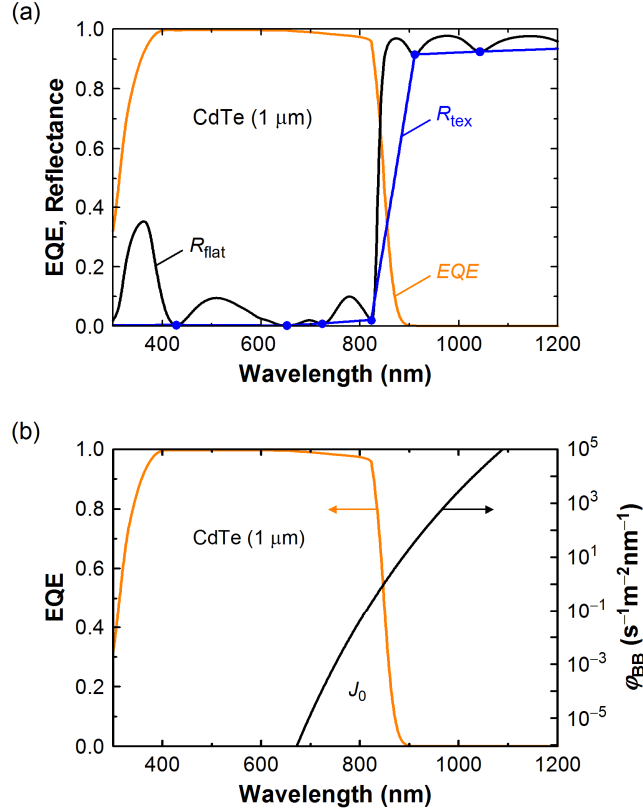 (a)
1.0
0.8
0.6
0.4
0.2
0.0
EQE, Reflectance
CdTe (1 μm)
R_tex
R_flat
EQE
400 600 800 1000 1200
Wavelength (nm)
(b)
1.0
0.8
0.6
0.4
0.2
0.0
EQE
CdTe (1 μm)
J_0
10^5
10^3
10^1
10^−1
10^−3
10^−5
φ_BB (s^−1m^−2nm^−1)
400 600 800 1000 1200
Wavelength (nm)